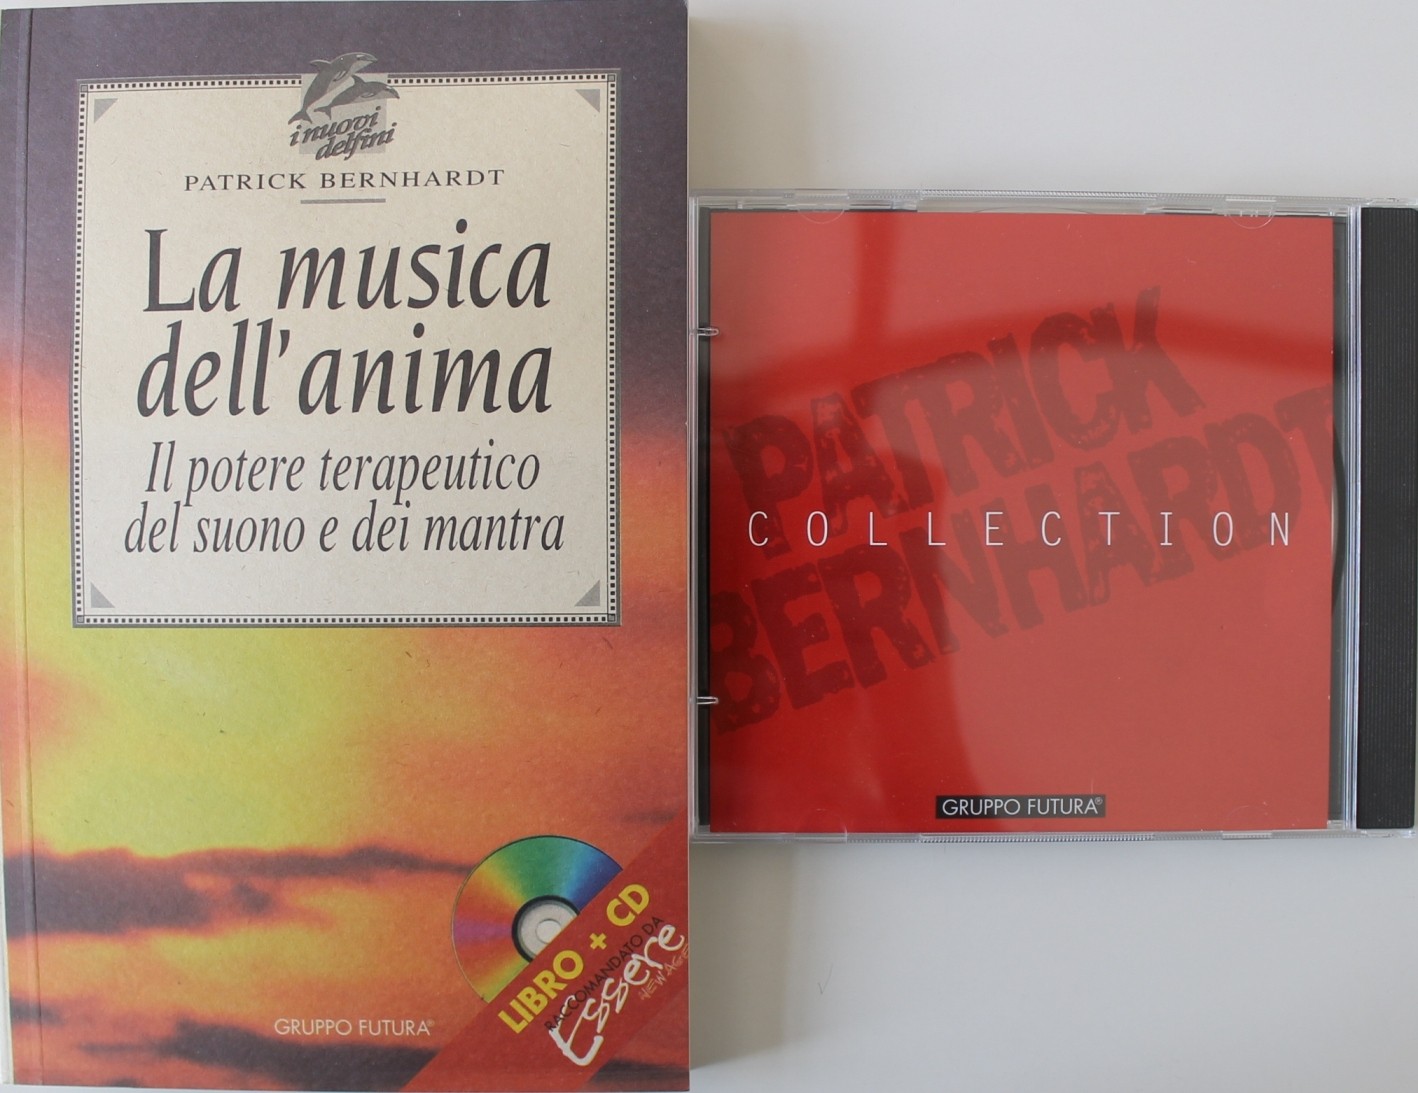 i nuovi
delfini
PATRICK BERNHARDT
La musica
dell'anima
Il potere terapeutico
del suono e dei mantra
LIBRO + CD
RACCOMANDATO DA
Essere
NEW AGE
GRUPPO FUTURA®
PATRICK
BERNHARDT
COLLECTION
GRUPPO FUTURA®